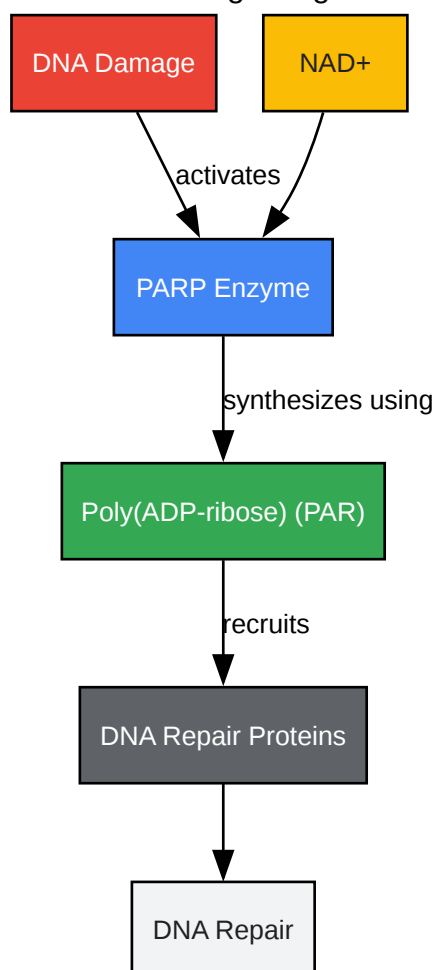 DNA Damage
NAD+
activates
PARP Enzyme
synthesizes using
Poly(ADP-ribose) (PAR)
recruits
DNA Repair Proteins
DNA Repair